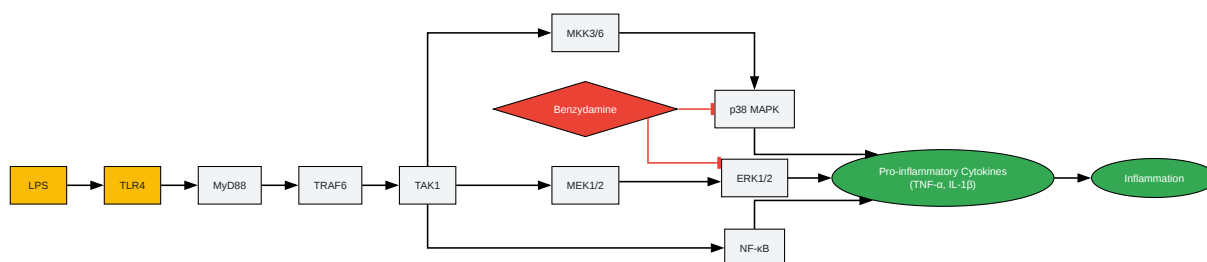 MKK3/6
Benzydamine
p38 MAPK
LPS
TLR4
MyD88
TRAF6
TAK1
MEK1/2
ERK1/2
Pro-inflammatory Cytokines
(TNF-α, IL-1β)
Inflammation
NF-κB